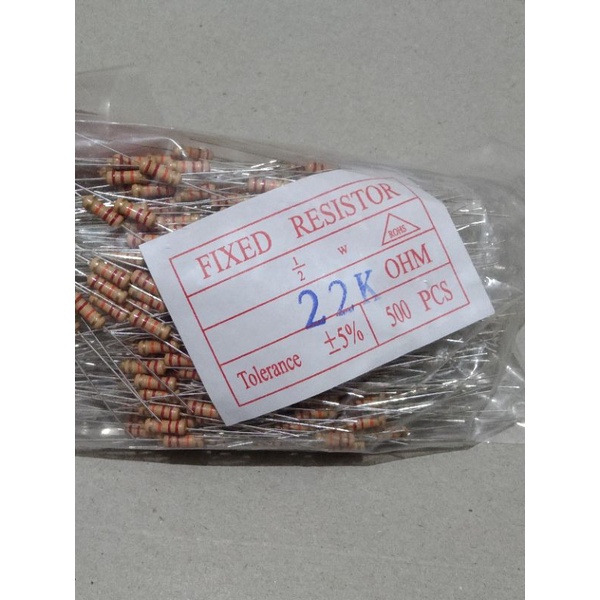 FIXED RESISTOR
1/2 W ROHS
22K OHM
Tolerance ±5% 500 PCS